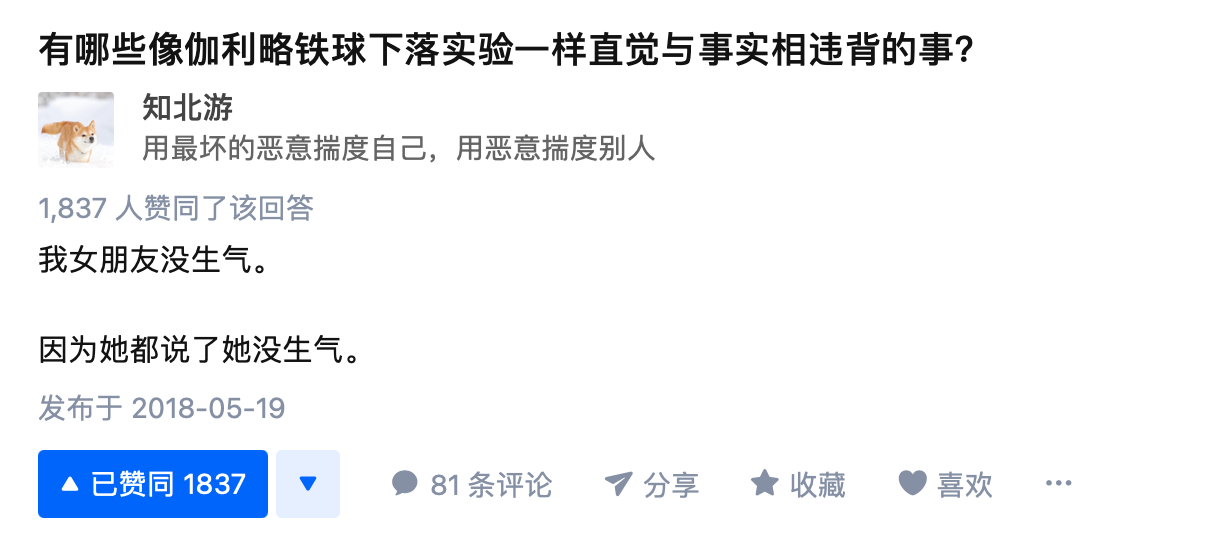 有哪些像伽利略铁球下落实验一样直觉与事实相违背的事？
知北游
用最坏的恶意揣度自己，用恶意揣度别人
1,837 人赞同了该回答
我女朋友没生气。
因为她都说了她没生气。
发布于 2018-05-19
已赞同 1837 81 条评论 分享 收藏 喜欢 ···